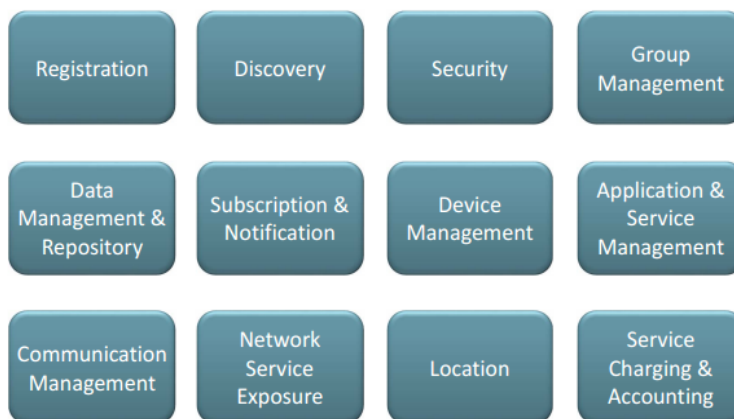 Registration
Discovery
Security
Group
Management
Data
Management &
Repository
Subscription &
Notification
Device
Management
Application &
Service
Management
Communication
Management
Network
Service
Exposure
Location
Service
Charging &
Accounting